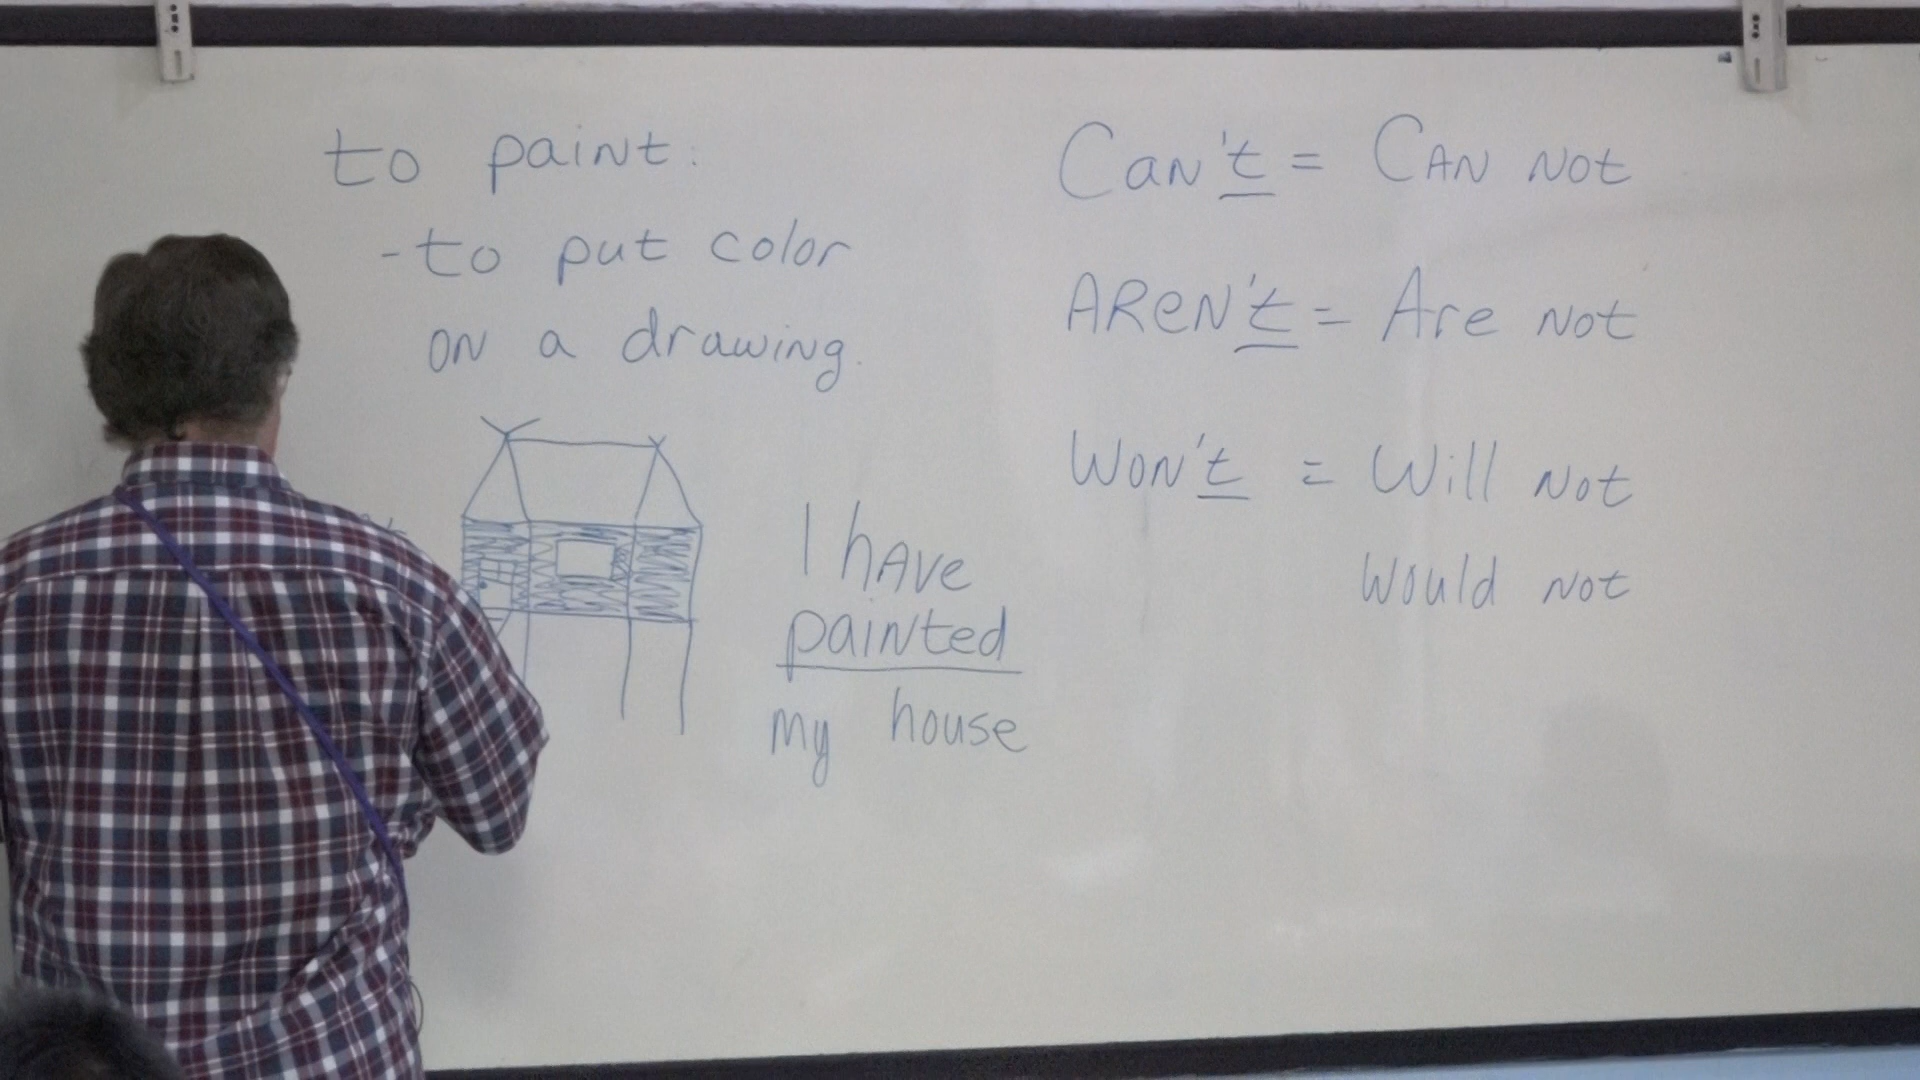 to paint:
-to put color
on a drawing.
I have
painted
my house
Can't = Can not
Aren't = Are not
Won't = Will not
Would not